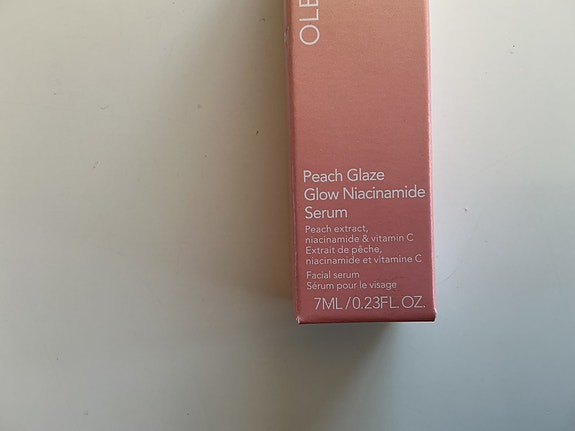 Peach Glaze
Glow Niacinamide
Serum
Peach extract,
niacinamide & vitamin C
Extrait de pêche,
niacinamide et vitamine C
Facial serum
Sérum pour le visage
7ML/0.23FL.OZ.